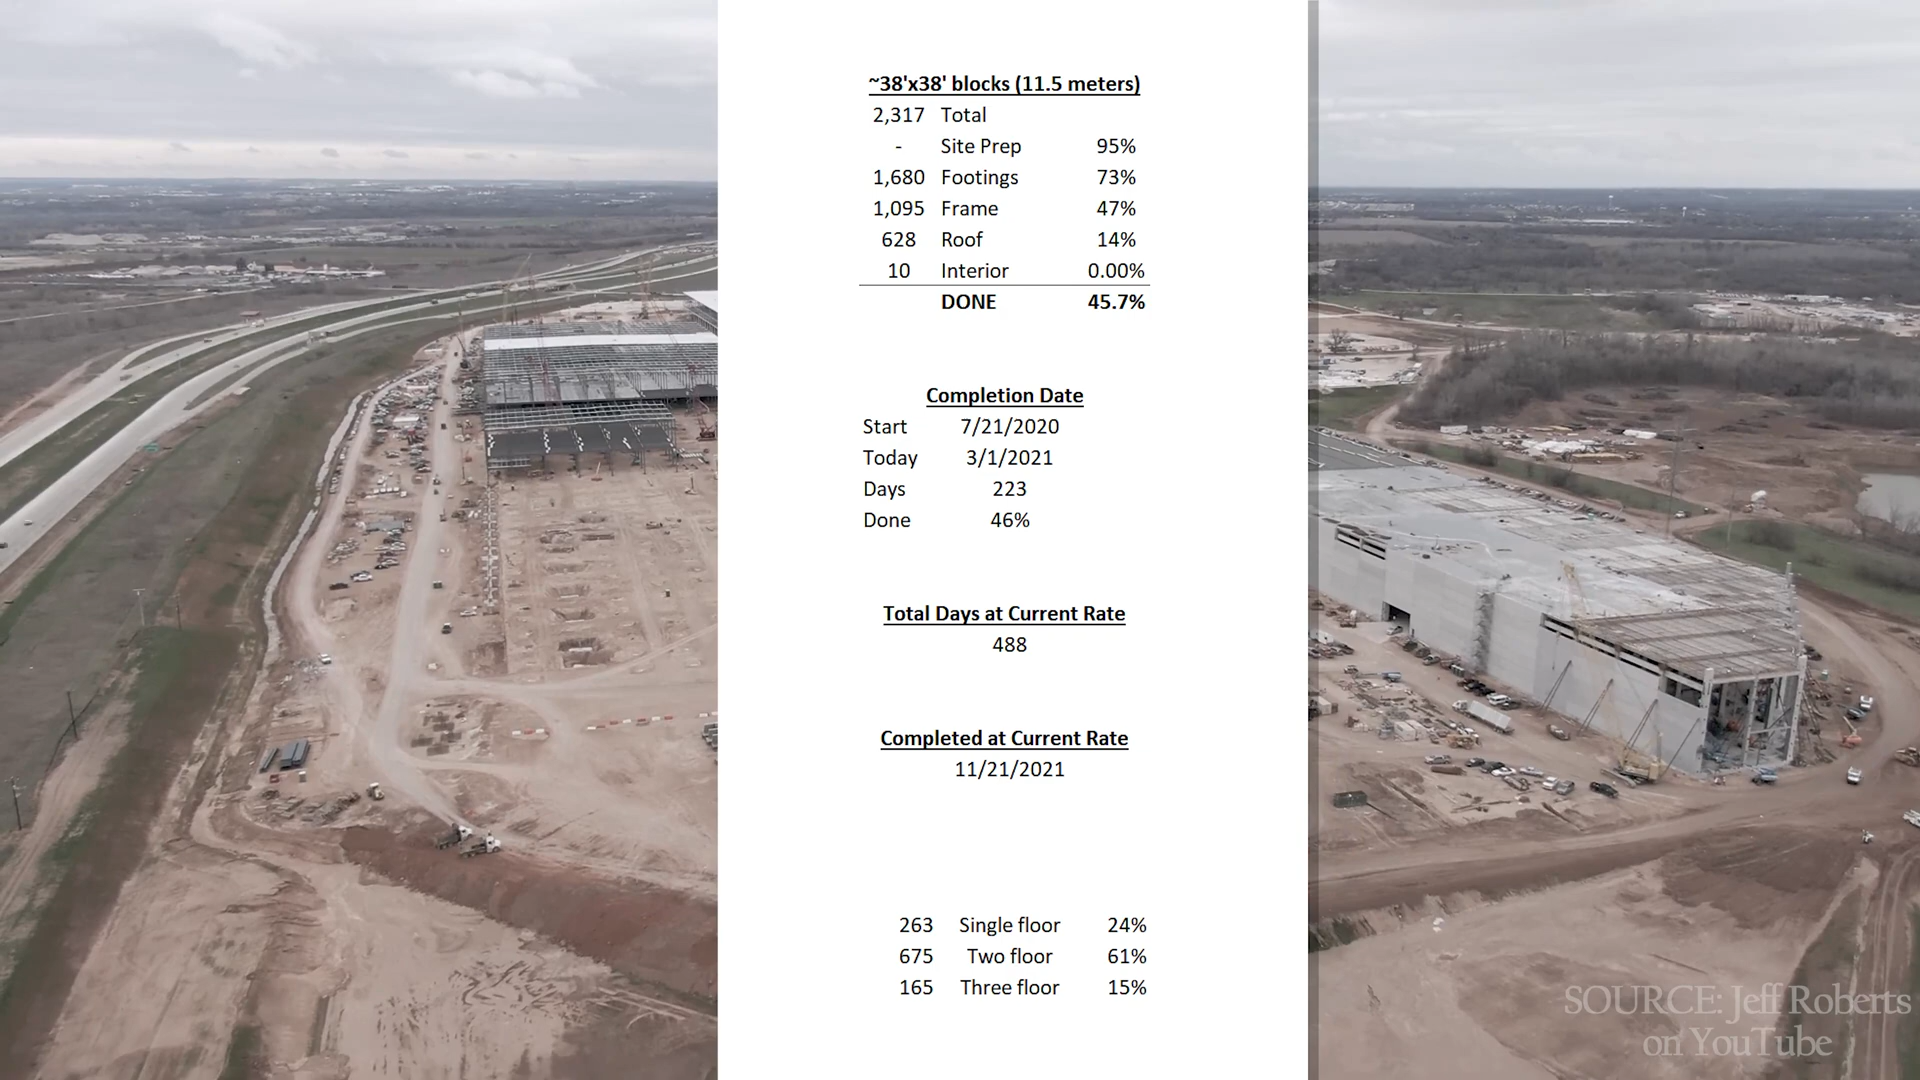 ~38'x38' blocks (11.5 meters)
2,317 Total
- Site Prep 95%
1,680 Footings 73%
1,095 Frame 47%
628 Roof 14%
10 Interior 0.00%
DONE 45.7%
Completion Date
Start 7/21/2020
Today 3/1/2021
Days 223
Done 46%
Total Days at Current Rate
488
Completed at Current Rate
11/21/2021
263 Single floor 24%
675 Two floor 61%
165 Three floor 15%
SOURCE: Jeff Roberts
on YouTube